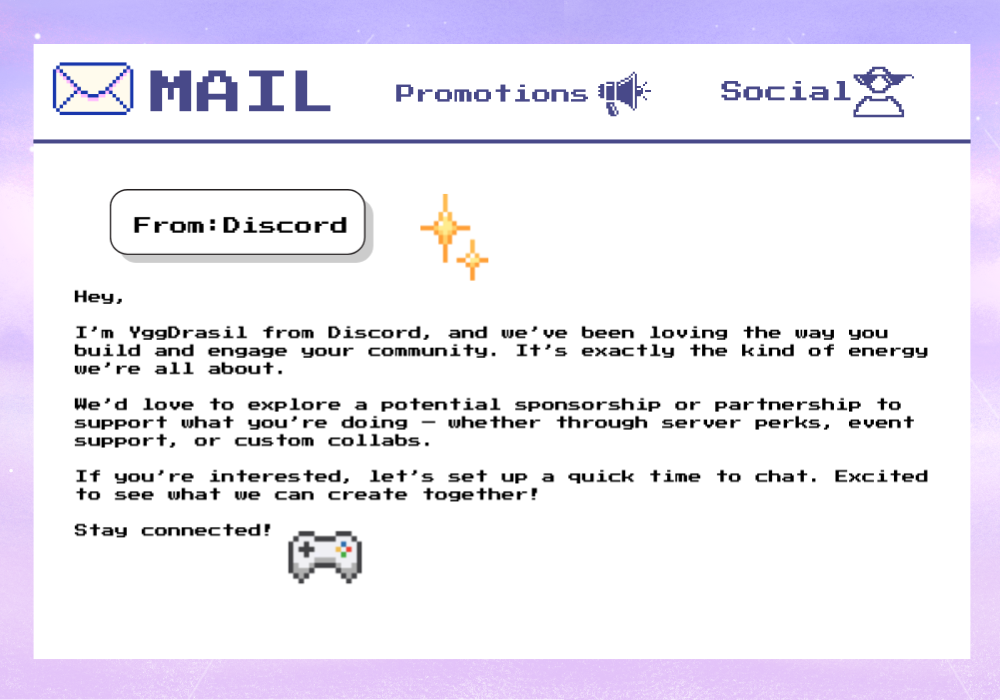 MAIL
Promotions
Social
From:Discord
Hey,
I'm YggDrasil from Discord, and we've been loving the way you
build and engage your community. It's exactly the kind of energy
we're all about.
We'd love to explore a potential sponsorship or partnership to
support what you're doing — whether through server perks, event
support, or custom collabs.
If you're interested, let's set up a quick time to chat. Excited
to see what we can create together!
Stay connected!